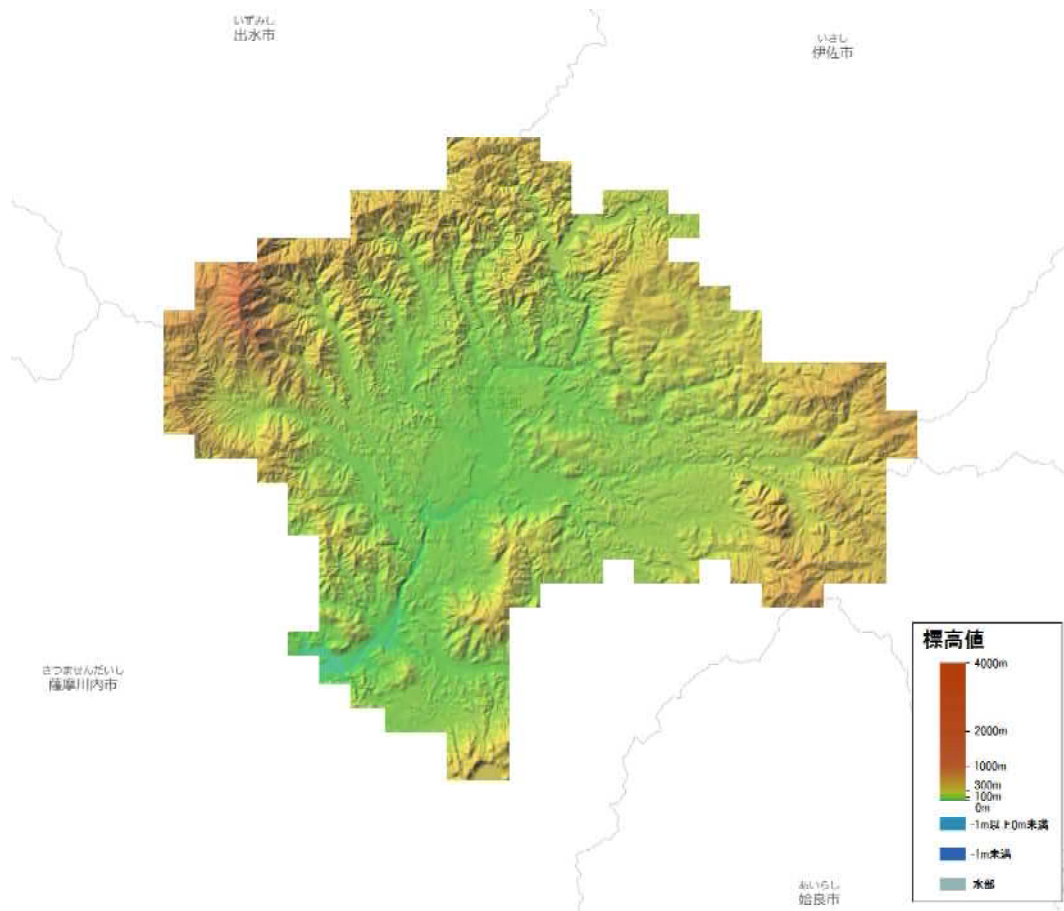 いずみし
出水市
いさし
伊佐市
さつませんだいし
薩摩川内市
あいらし
姶良市
標高値
4000m
2000m
1000m
300m
100m
0m
-1m以上0m未満
-1m未満
水部